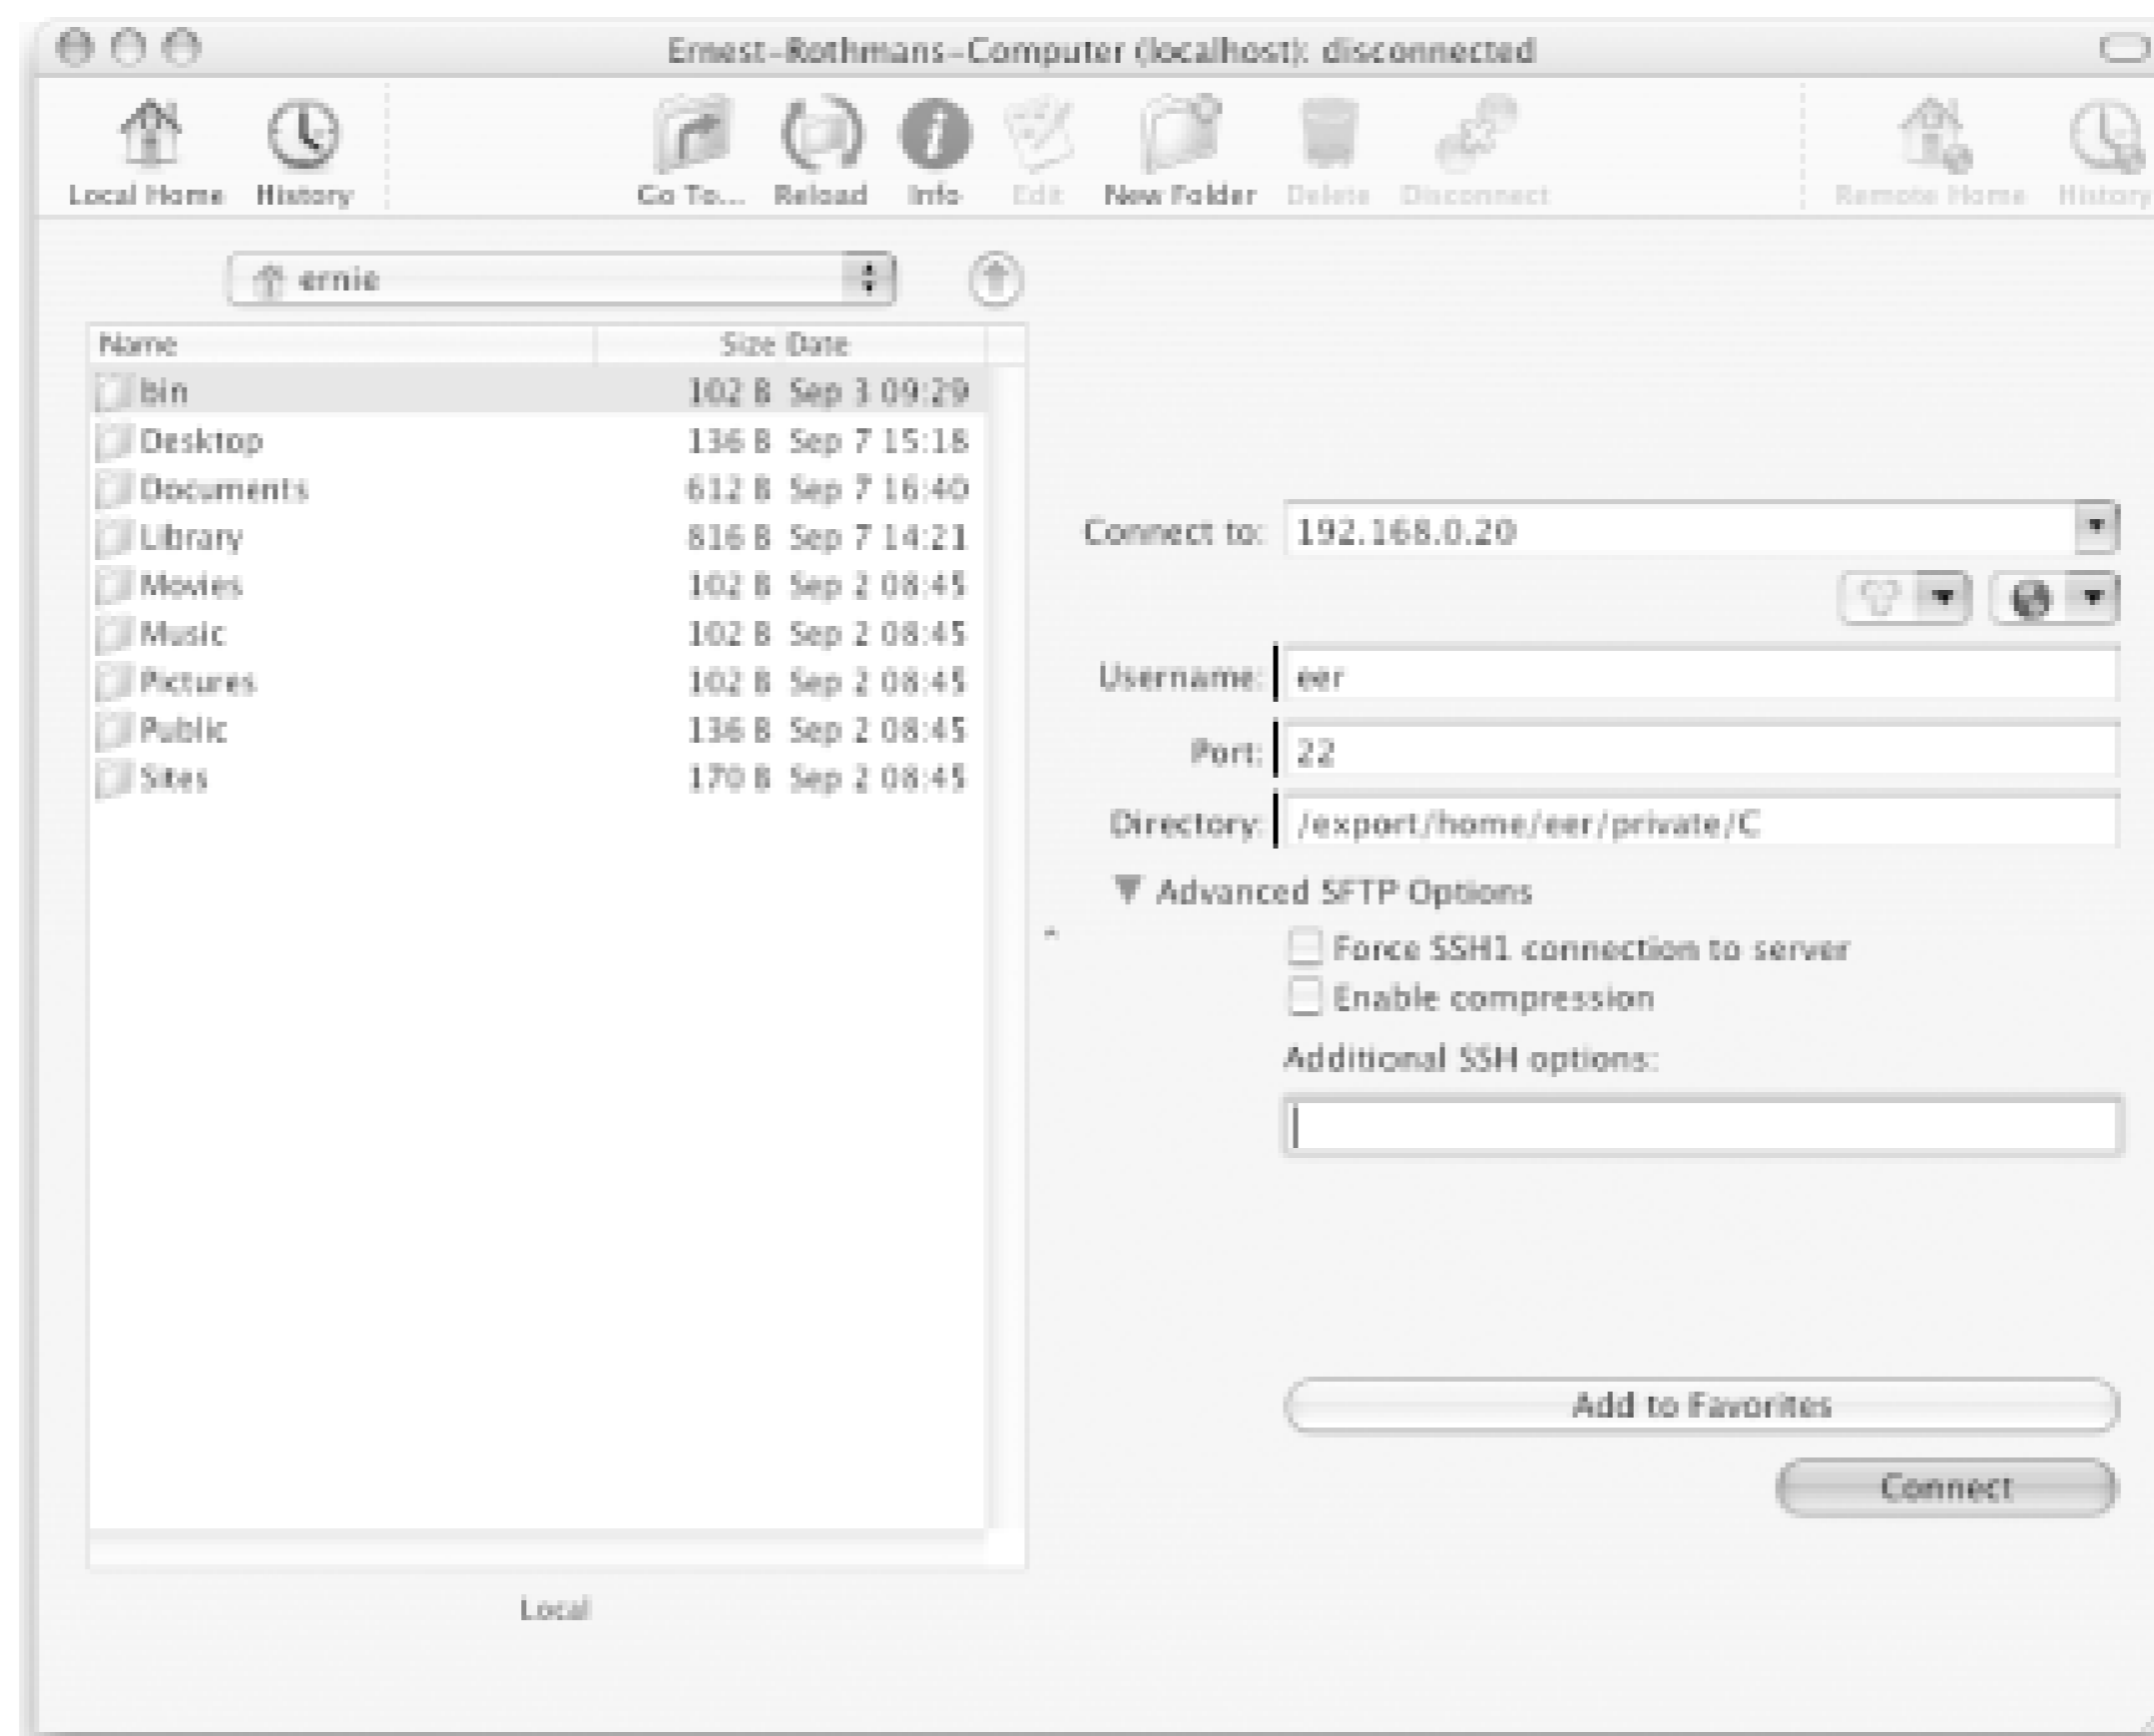 Ernest-Rothmans-Computer (localhost): disconnected
Local Home History Go To... Reload Info Edit New Folder Delete Disconnect Remote Home History
ernie
Name Size Date
bin 102 B Sep 3 09:29
Desktop 136 B Sep 7 15:18
Documents 612 B Sep 7 16:40
Library 816 B Sep 7 14:21
Movies 102 B Sep 2 08:45
Music 102 B Sep 2 08:45
Pictures 102 B Sep 2 08:45
Public 136 B Sep 2 08:45
Sites 170 B Sep 2 08:45
Local
Connect to: 192.168.0.20
Username: eer
Port: 22
Directory: /export/home/eer/private/C
Advanced SFTP Options
Force SSH1 connection to server
Enable compression
Additional SSH options:
Add to Favorites
Connect